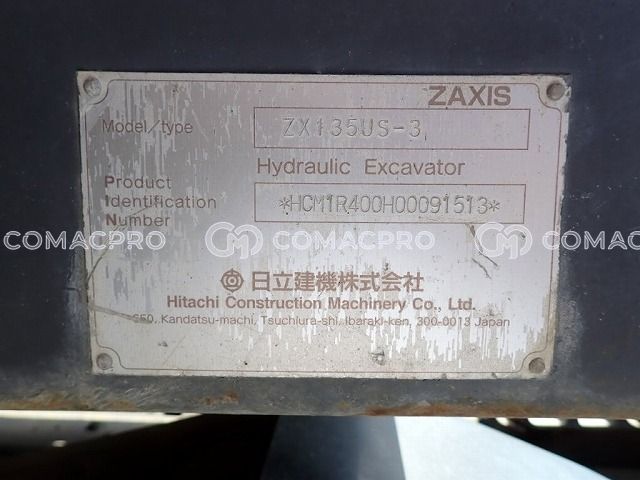 ZAXIS
Model/type ZX135US-3
Hydraulic Excavator
Product
Identification *HCM1R400H00091513*
Number
COMACPRO COMACPRO COMACPRO
日立建機株式会社
Hitachi Construction Machinery Co., Ltd.
650, Kandatsu-machi, Tsuchiura-shi, Ibaraki-ken, 300-0013 Japan